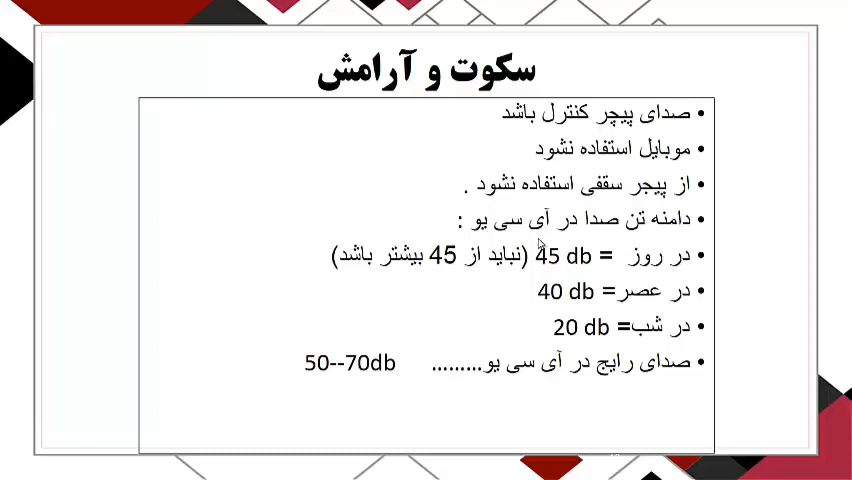 سکوت و آرامش
• صدای پیچر کنترل باشد
• موبایل استفاده نشود
• از پیجر سقفی استفاده نشود .
• دامنه تن صدا در آی سی یو :
• در روز = 45 db (نباید از 45 بیشتر باشد)
• در عصر= 40 db
• در شب= 20 db
• صدای رایج در آی سی یو......... 50--70db